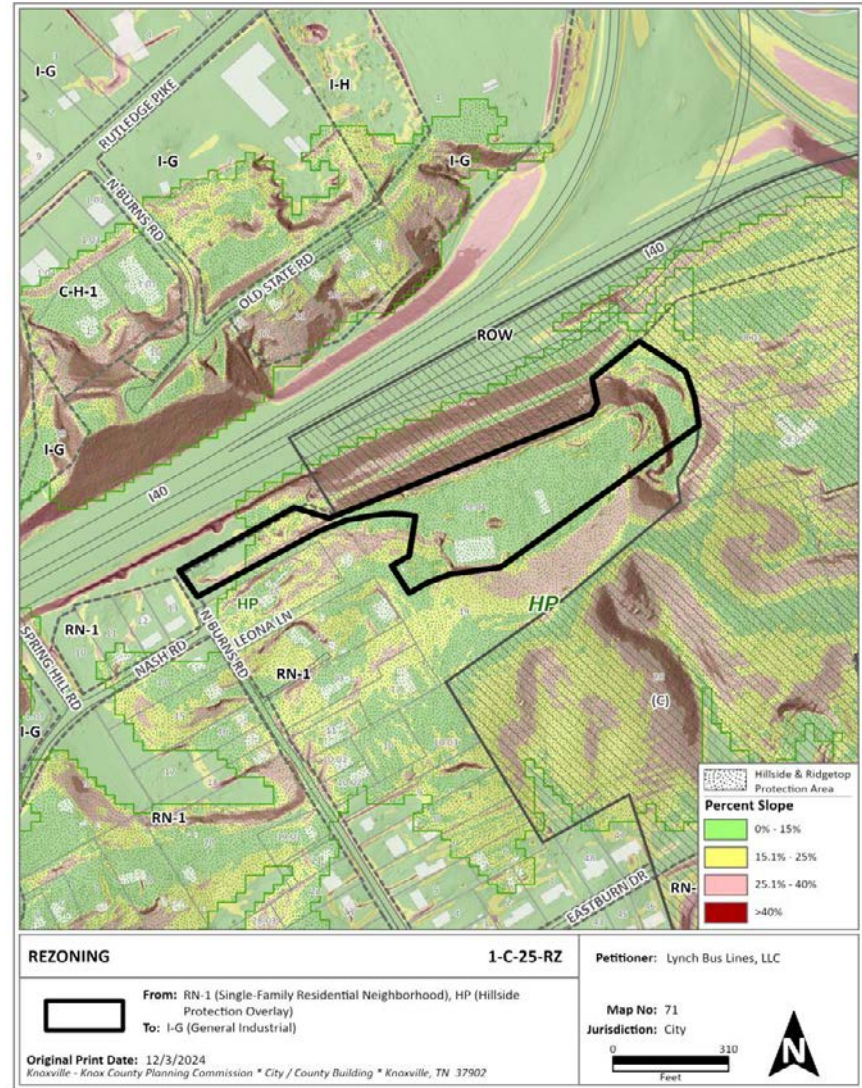 I-G
I-H
RUTLEDGE PIKE
I-G
I-G
N BURNS RD
C-H-1
OLD STATE RD
I40
ROW
I-G
I40
HP
HP
RN-1
SPRING HILL RD
NASH RD
LEONA LN
N BURNS RD
RN-1
(C)
I-G
RN-1
EASTBURN DR
RN-
Hillside & Ridgetop
Protection Area
Percent Slope
0% - 15%
15.1% - 25%
25.1% - 40%
>40%
REZONING
1-C-25-RZ
From: RN-1 (Single-Family Residential Neighborhood), HP (Hillside
Protection Overlay)
To: I-G (General Industrial)
Original Print Date: 12/3/2024
Knoxville - Knox County Planning Commission * City / County Building * Knoxville, TN 37902
Petitioner: Lynch Bus Lines, LLC
Map No: 71
Jurisdiction: City
0 310
Feet
N